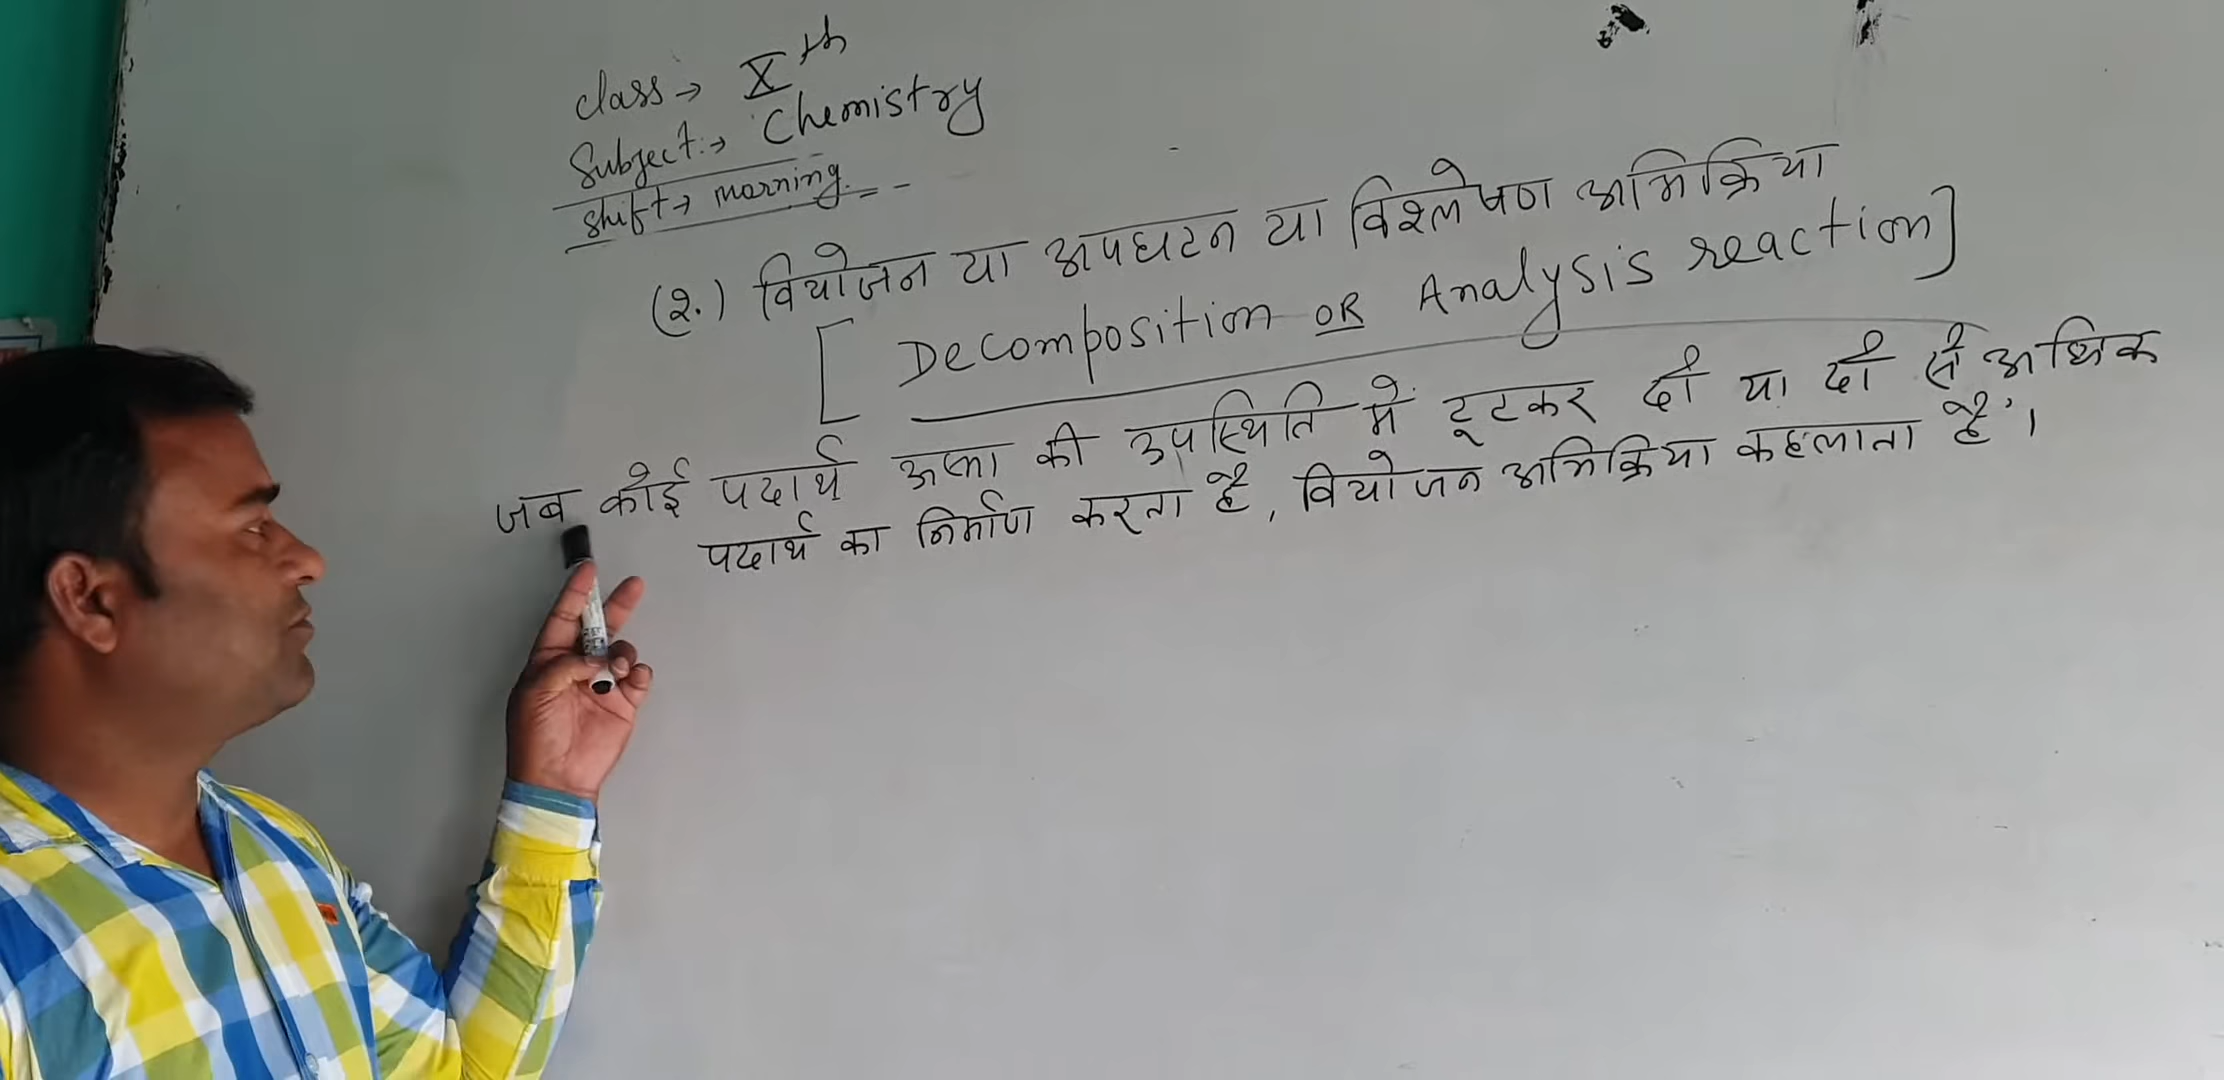 class → Xth
Subject :→ Chemistry
Shift → morning.
(2.) वियोजन या अपघटन या विश्लेषण अभिक्रिया
[ Decomposition OR Analysis reaction]
जब कोई पदार्थ ऊष्मा की उपस्थिति में टूटकर दो या दो से अधिक
पदार्थ का निर्माण करता है, वियोजन अभिक्रिया कहलाता है।